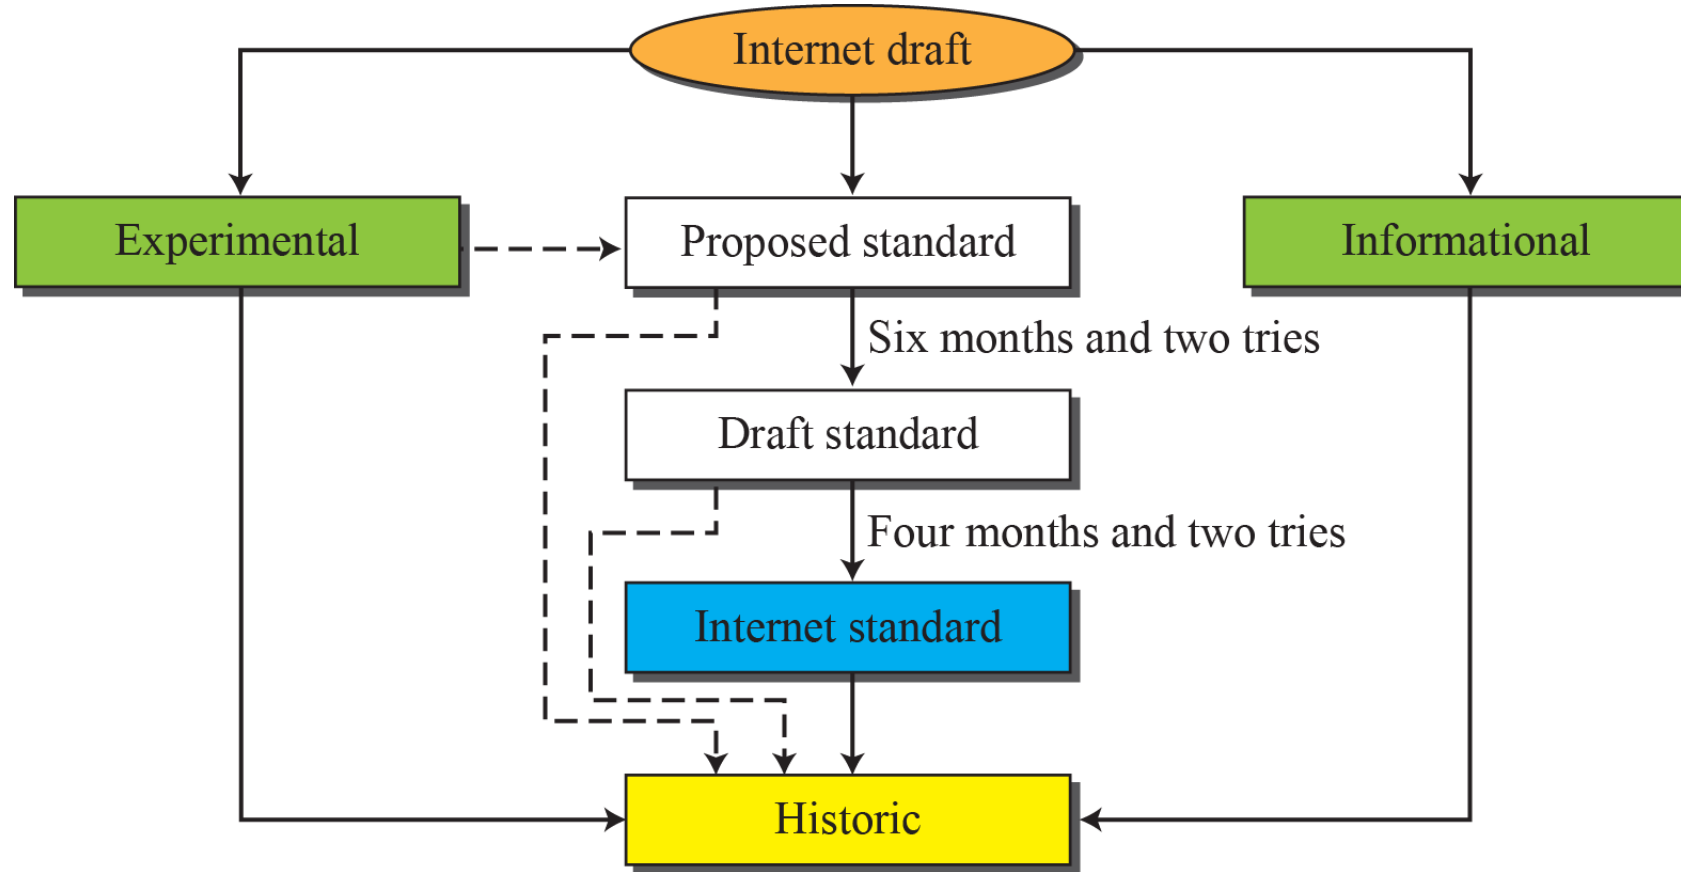 Internet draft
Experimental
Proposed standard
Informational
Six months and two tries
Draft standard
Four months and two tries
Internet standard
Historic